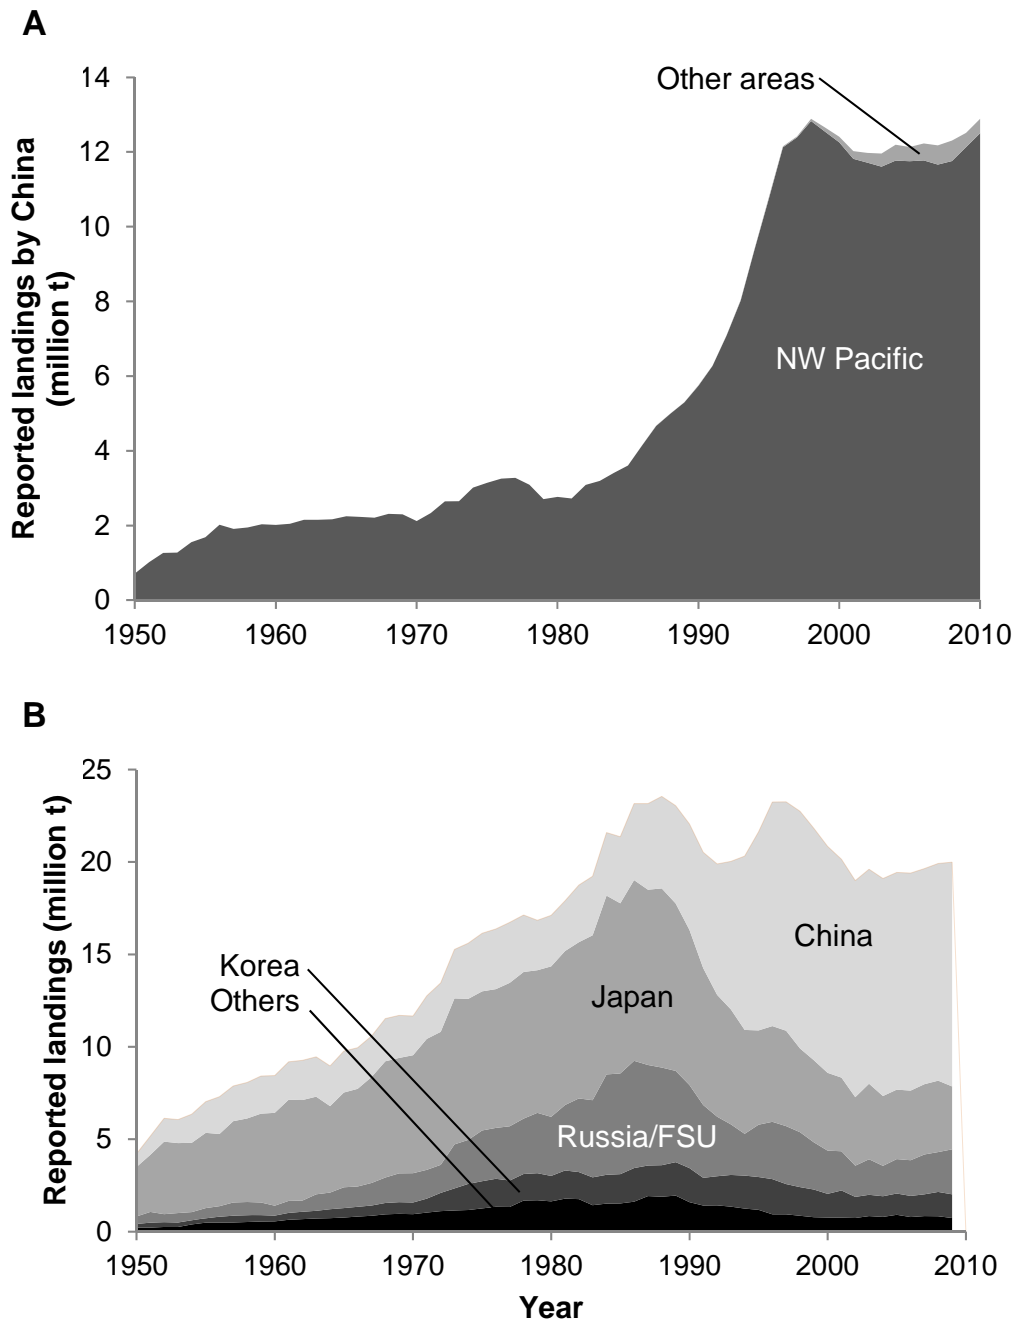 A
14
12
10
8
6
4
2
0
Reported landings by China
(million t)
Other areas
NW Pacific
1950 1960 1970 1980 1990 2000 2010
B
25
20
15
10
5
0
Reported landings (million t)
Korea
Others
Japan
China
Russia/FSU
1950 1960 1970 1980 1990 2000 2010
Year